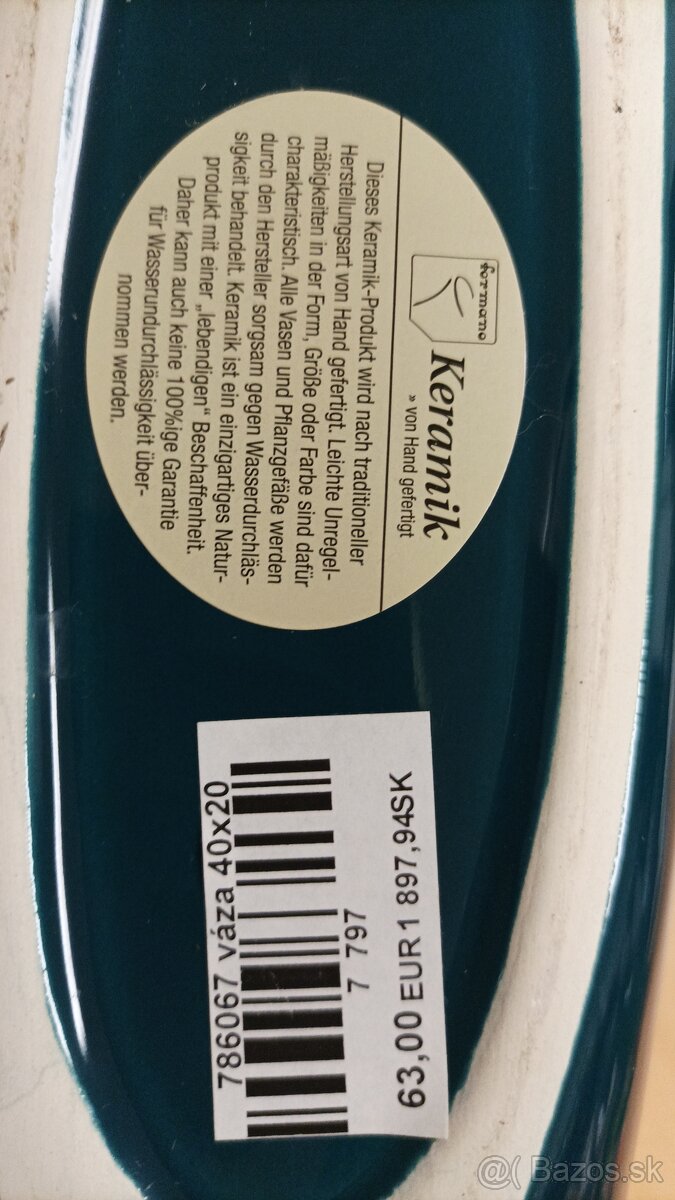 formano
Keramik
» von Hand gefertigt
Dieses Keramik-Produkt wird nach traditioneller
Herstellungsart von Hand gefertigt. Leichte Unregel-
mäßigkeiten in der Form, Größe oder Farbe sind dafür
charakteristisch. Alle Vasen und Pflanzgefäße werden
durch den Hersteller sorgsam gegen Wasserdurchläs-
sigkeit behandelt. Keramik ist ein einzigartiges Natur-
produkt mit einer „lebendigen“ Beschaffenheit.
Daher kann auch keine 100%ige Garantie
für Wasserundurchlässigkeit über-
nommen werden.
786067 váza 40x20
7 797
63,00 EUR1 897,94SK
@( Bazos.sk